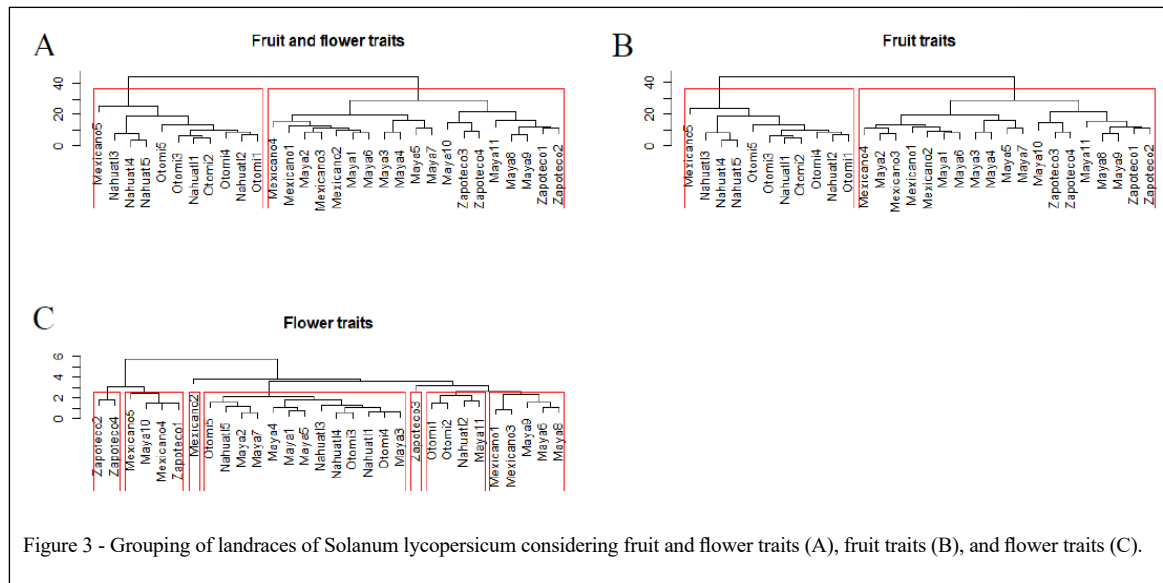 A
Fruit and flower traits
40
20
0
Mexicano5
Nahuatl3
Nahuatl4
Nahuatl5
Otomi5
Otomi3
Nahuatl1
Otomi2
Otomi4
Nahuatl2
Otomi1
Mexicano4
Mexicano1
Maya2
Mexicano3
Mexicano2
Maya1
Maya6
Maya3
Maya4
Maya5
Maya7
Maya10
Zapoteco3
Zapoteco4
Maya11
Maya8
Maya9
Zapoteco1
Zapoteco2
B
Fruit traits
40
20
0
Mexicano5
Nahuatl3
Nahuatl4
Nahuatl5
Otomi5
Otomi3
Nahuatl1
Otomi2
Otomi4
Nahuatl2
Otomi1
Mexicano4
Maya2
Mexicano3
Mexicano1
Mexicano2
Maya1
Maya6
Maya3
Maya4
Maya5
Maya7
Maya10
Zapoteco3
Zapoteco4
Maya11
Maya8
Maya9
Zapoteco1
Zapoteco2
C
Flower traits
6
4
2
0
Zapoteco2
Zapoteco4
Mexicano5
Maya10
Mexicano4
Zapoteco1
Mexicano2
Otomi5
Nahuatl5
Maya2
Maya7
Maya4
Maya1
Maya5
Nahuatl3
Nahuatl4
Otomi3
Nahuatl1
Otomi4
Maya3
Zapoteco3
Otomi1
Otomi2
Nahuatl2
Maya11
Mexicano1
Mexicano3
Maya9
Maya6
Maya8
Figure 3 - Grouping of landraces of Solanum lycopersicum considering fruit and flower traits (A), fruit traits (B), and flower traits (C).